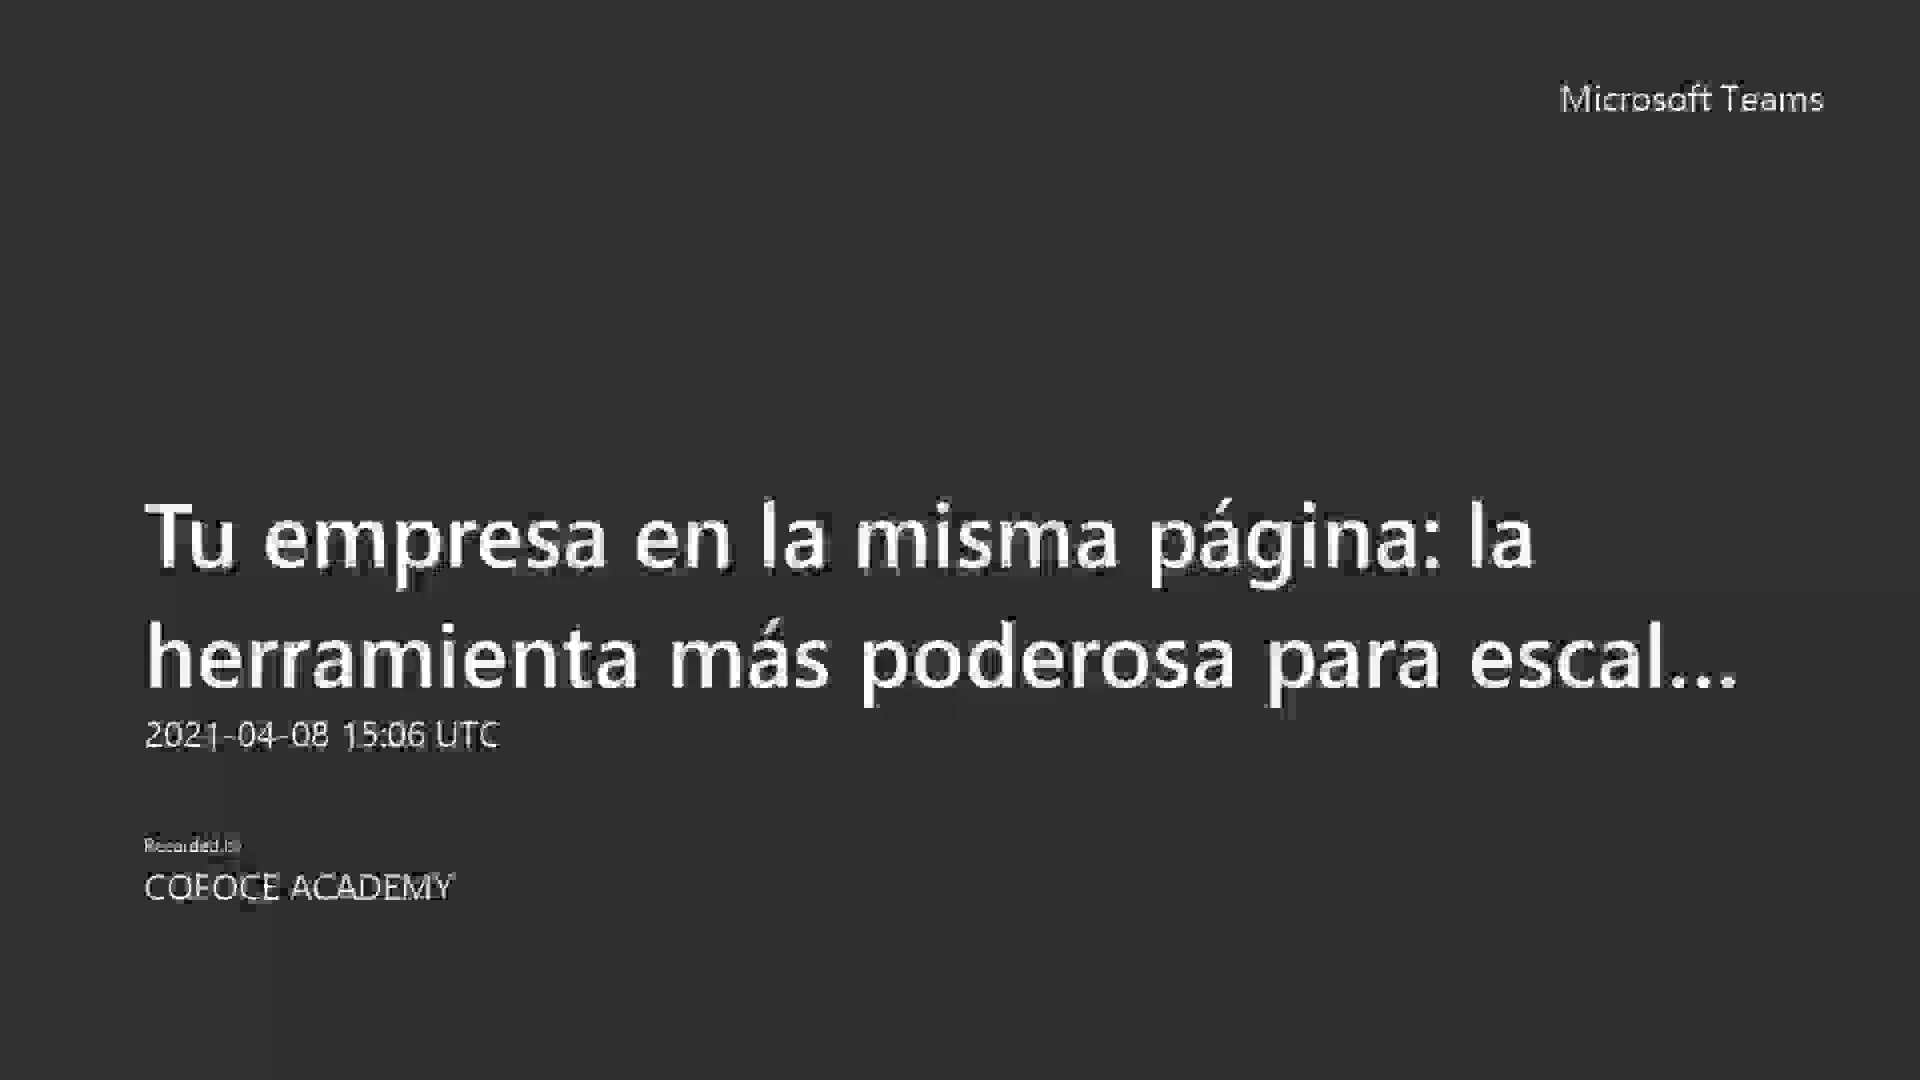 Microsoft Teams
Tu empresa en la misma página: la
herramienta más poderosa para escal...
2021-04-08 15:06 UTC
Recorded
COFOCE ACADEMY